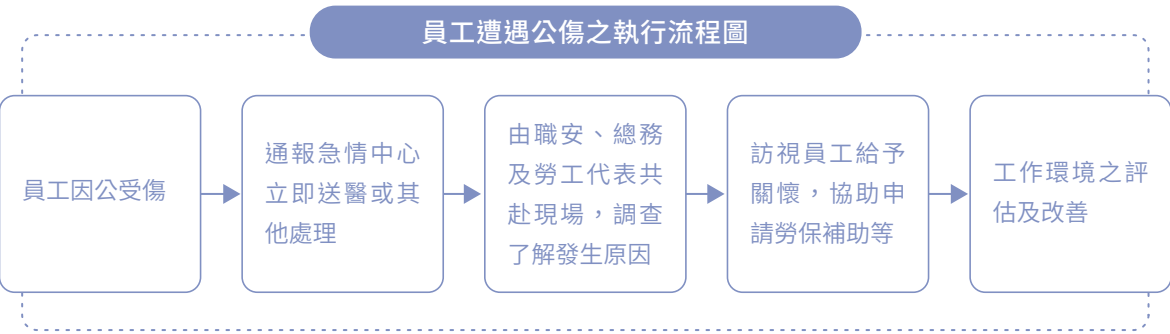 員工遭遇公傷之執行流程圖
員工因公受傷
通報急情中心
立即送醫或其
他處理
由職安、總務
及勞工代表共
赴現場，調查
了解發生原因
訪視員工給予
關懷，協助申
請勞保補助等
工作環境之評
估及改善